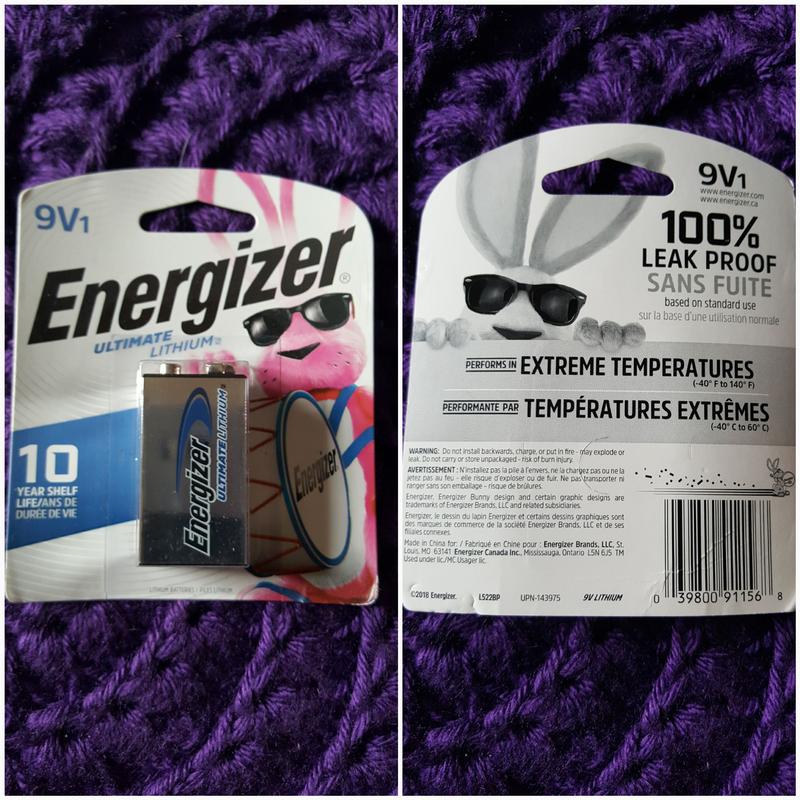 9V1
Energizer®
ULTIMATE
LITHIUM
Energizer
ULTIMATE LITHIUM
Energizer
10
YEAR SHELF
LIFE/ANS DE
DURÉE DE VIE
LITHIUM BATTERIES / PILES LITHIUM
9V1
www.energizer.com
www.energizer.ca
100%
LEAK PROOF
SANS FUITE
based on standard use
sur la base d'une utilisation normale
PERFORMS IN EXTREME TEMPERATURES
(-40° F to 140° F)
PERFORMANTE PAR TEMPÉRATURES EXTRÊMES
(-40° C to 60° C)
WARNING: Do not install backwards, charge, or put in fire - may explode or
leak. Do not carry or store unpackaged - risk of burn injury.
AVERTISSEMENT : N'installez pas la pile à l'envers, ne la chargez pas ou ne la
jetez pas au feu - elle risque d'exploser ou de fuir. Ne pas transporter ni
ranger sans son emballage - risque de brûlures.
Energizer, Energizer Bunny design and certain graphic designs are
trademarks of Energizer Brands, LLC and related subsidiaries.
Energizer, le dessin du lapin Energizer et certains dessins graphiques sont
des marques de commerce de la société Energizer Brands, LLC et de ses
filiales connexes.
Made in China for: / Fabriqué en Chine pour : Energizer Brands, LLC, St.
Louis, MO 63141 Energizer Canada Inc., Mississauga, Ontario L5N 6J5 TM
Used under lic./MC Usager lic.
©2018 Energizer. L522BP UPN-143975 9V LITHIUM
0 39800 91156 8